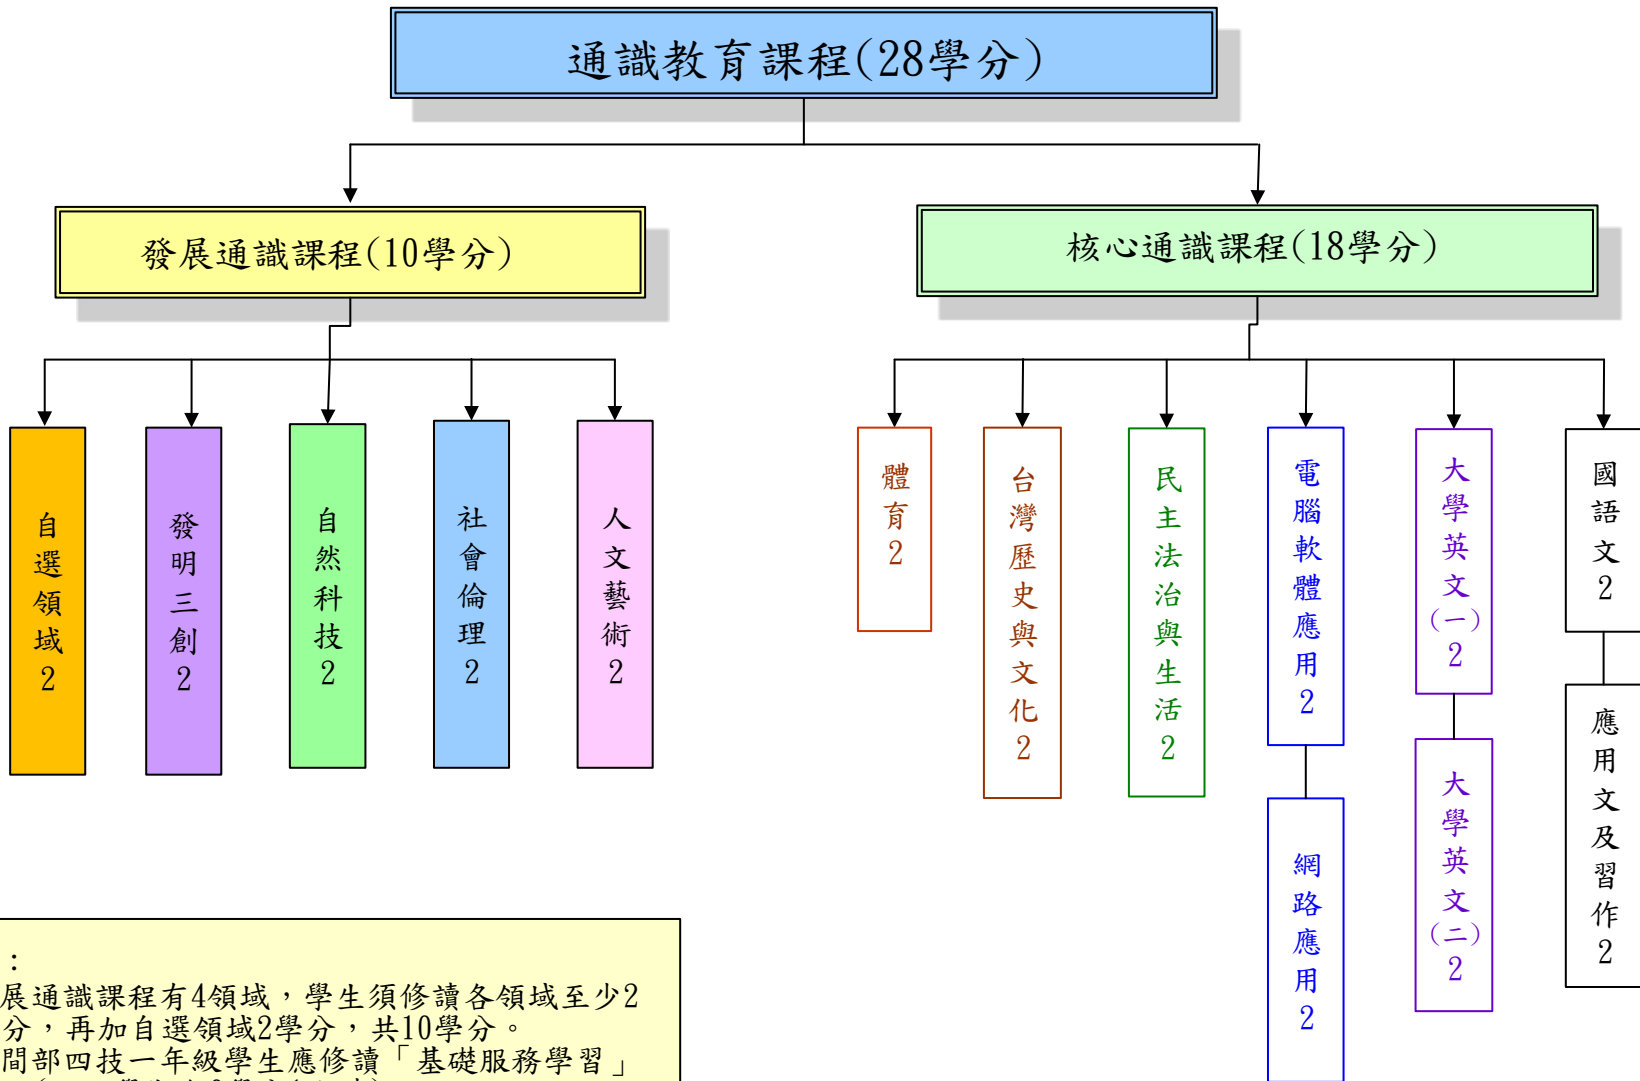 通識教育課程(28學分)
發展通識課程(10學分)
核心通識課程(18學分)
自選領域2
發明三創2
自然科技2
社會倫理2
人文藝術2
體育2
台灣歷史與文化2
民主法治與生活2
電腦軟體應用2
大學英文(一)2
國語文2
網路應用2
大學英文(二)2
應用文及習作2
：
展通識課程有4領域，學生須修讀各領域至少2
分，再加自選領域2學分，共10學分。
間部四技一年級學生應修讀「基礎服務學習」